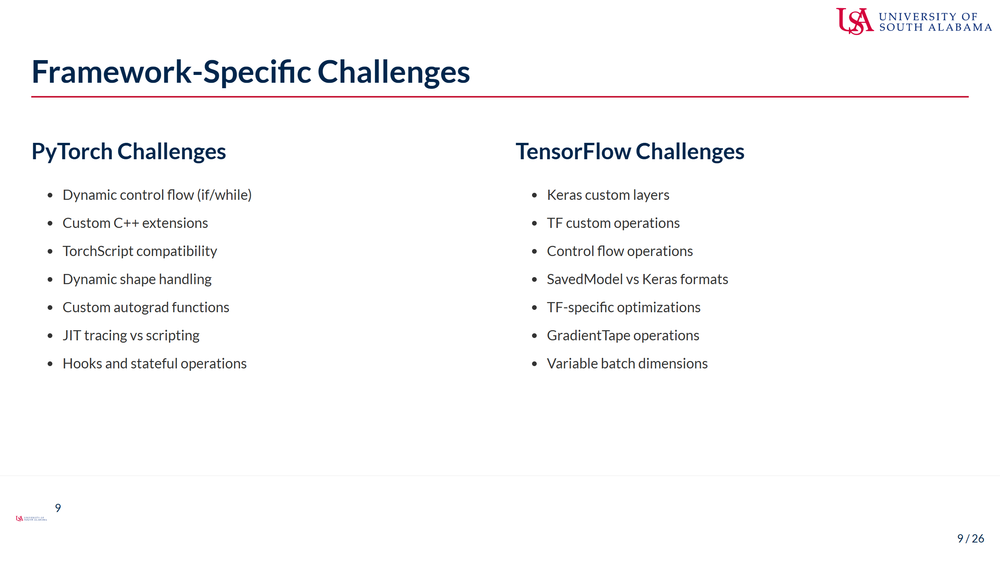 USA UNIVERSITY OF
SOUTH ALABAMA
Framework-Specific Challenges
PyTorch Challenges
• Dynamic control flow (if/while)
• Custom C++ extensions
• TorchScript compatibility
• Dynamic shape handling
• Custom autograd functions
• JIT tracing vs scripting
• Hooks and stateful operations
TensorFlow Challenges
• Keras custom layers
• TF custom operations
• Control flow operations
• SavedModel vs Keras formats
• TF-specific optimizations
• GradientTape operations
• Variable batch dimensions
9
USA UNIVERSITY OF
SOUTH ALABAMA
9 / 26